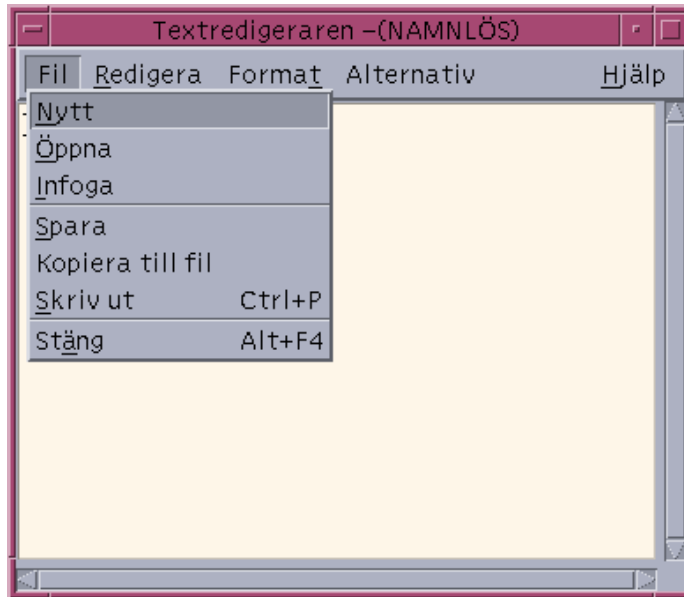 Textredigeraren –(NAMNLÖS)
Fil Redigera Format Alternativ Hjälp
Nytt
Öppna
Infoga
Spara
Kopiera till fil
Skriv ut Ctrl+P
Stäng Alt+F4